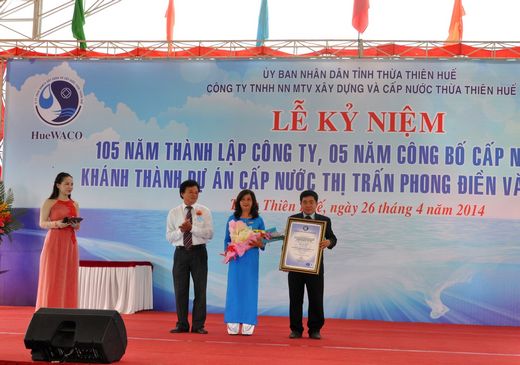 ỦY BAN NHÂN DÂN TỈNH THỪA THIÊN HUẾ
CÔNG TY TNHH NN MTV XÂY DỰNG VÀ CẤP NƯỚC THỪA THIÊN HUẾ
HueWACO
LỄ KỶ NIỆM
105 NĂM THÀNH LẬP CÔNG TY, 05 NĂM CÔNG BỐ CẤP N
KHÁNH THÀNH DỰ ÁN CẤP NƯỚC THỊ TRẤN PHONG ĐIỀN VÀ
Thiên Huế, ngày 26 tháng 4 năm 2014